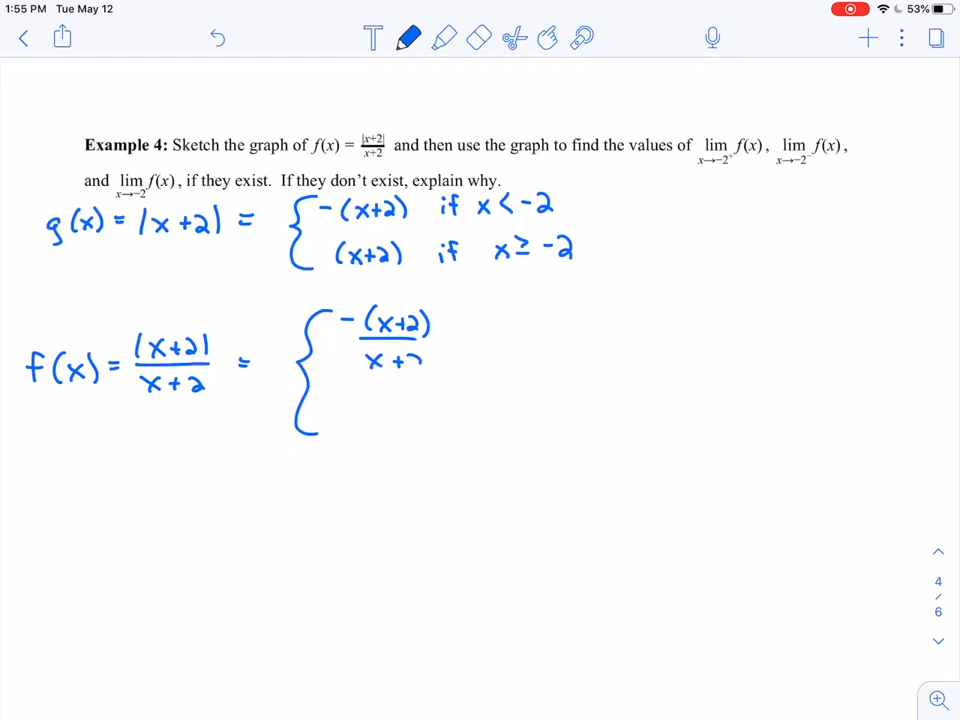 1:55 PM Tue May 12
53%
T
Example 4: Sketch the graph of f(x) = |x+2|/x+2 and then use the graph to find the values of lim x→−2⁺ f(x), lim x→−2⁻ f(x),
and lim x→−2 f(x), if they exist. If they don't exist, explain why.
g(x) = |x+2| = { -(x+2) if x < -2
(x+2) if x ≥ -2
f(x) = |x+2|/x+2 = { -(x+2)/x+2
4
/
6